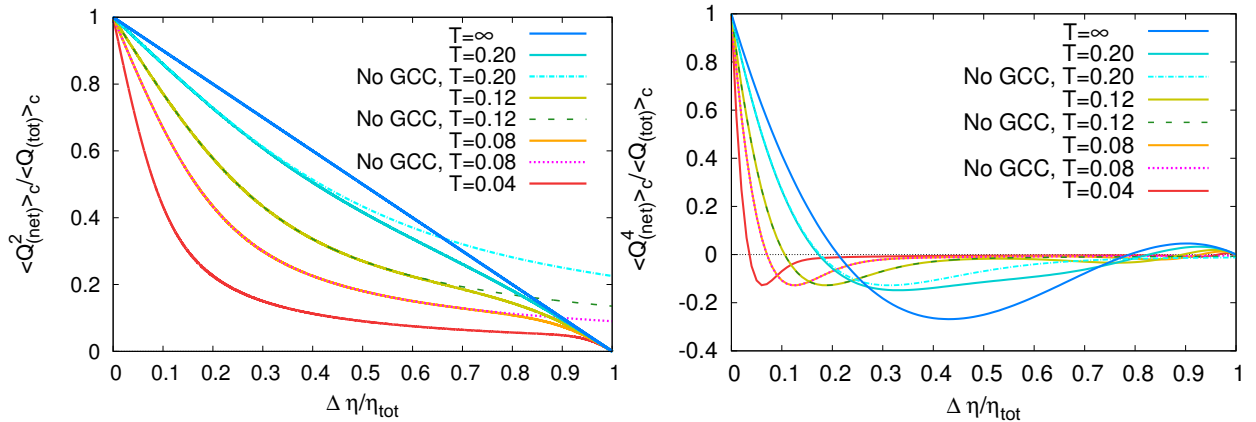 <Q²(net)>c/<Q(tot)>c
1
0.8
0.6
0.4
0.2
0
0 0.1 0.2 0.3 0.4 0.5 0.6 0.7 0.8 0.9 1
Δ η/ηtot
T=∞
T=0.20
No GCC, T=0.20
T=0.12
No GCC, T=0.12
T=0.08
No GCC, T=0.08
T=0.04
<Q⁴(net)>c/<Q(tot)>c
1
0.8
0.6
0.4
0.2
0
-0.2
-0.4
0 0.1 0.2 0.3 0.4 0.5 0.6 0.7 0.8 0.9 1
Δ η/ηtot
T=∞
T=0.20
No GCC, T=0.20
T=0.12
No GCC, T=0.12
T=0.08
No GCC, T=0.08
T=0.04